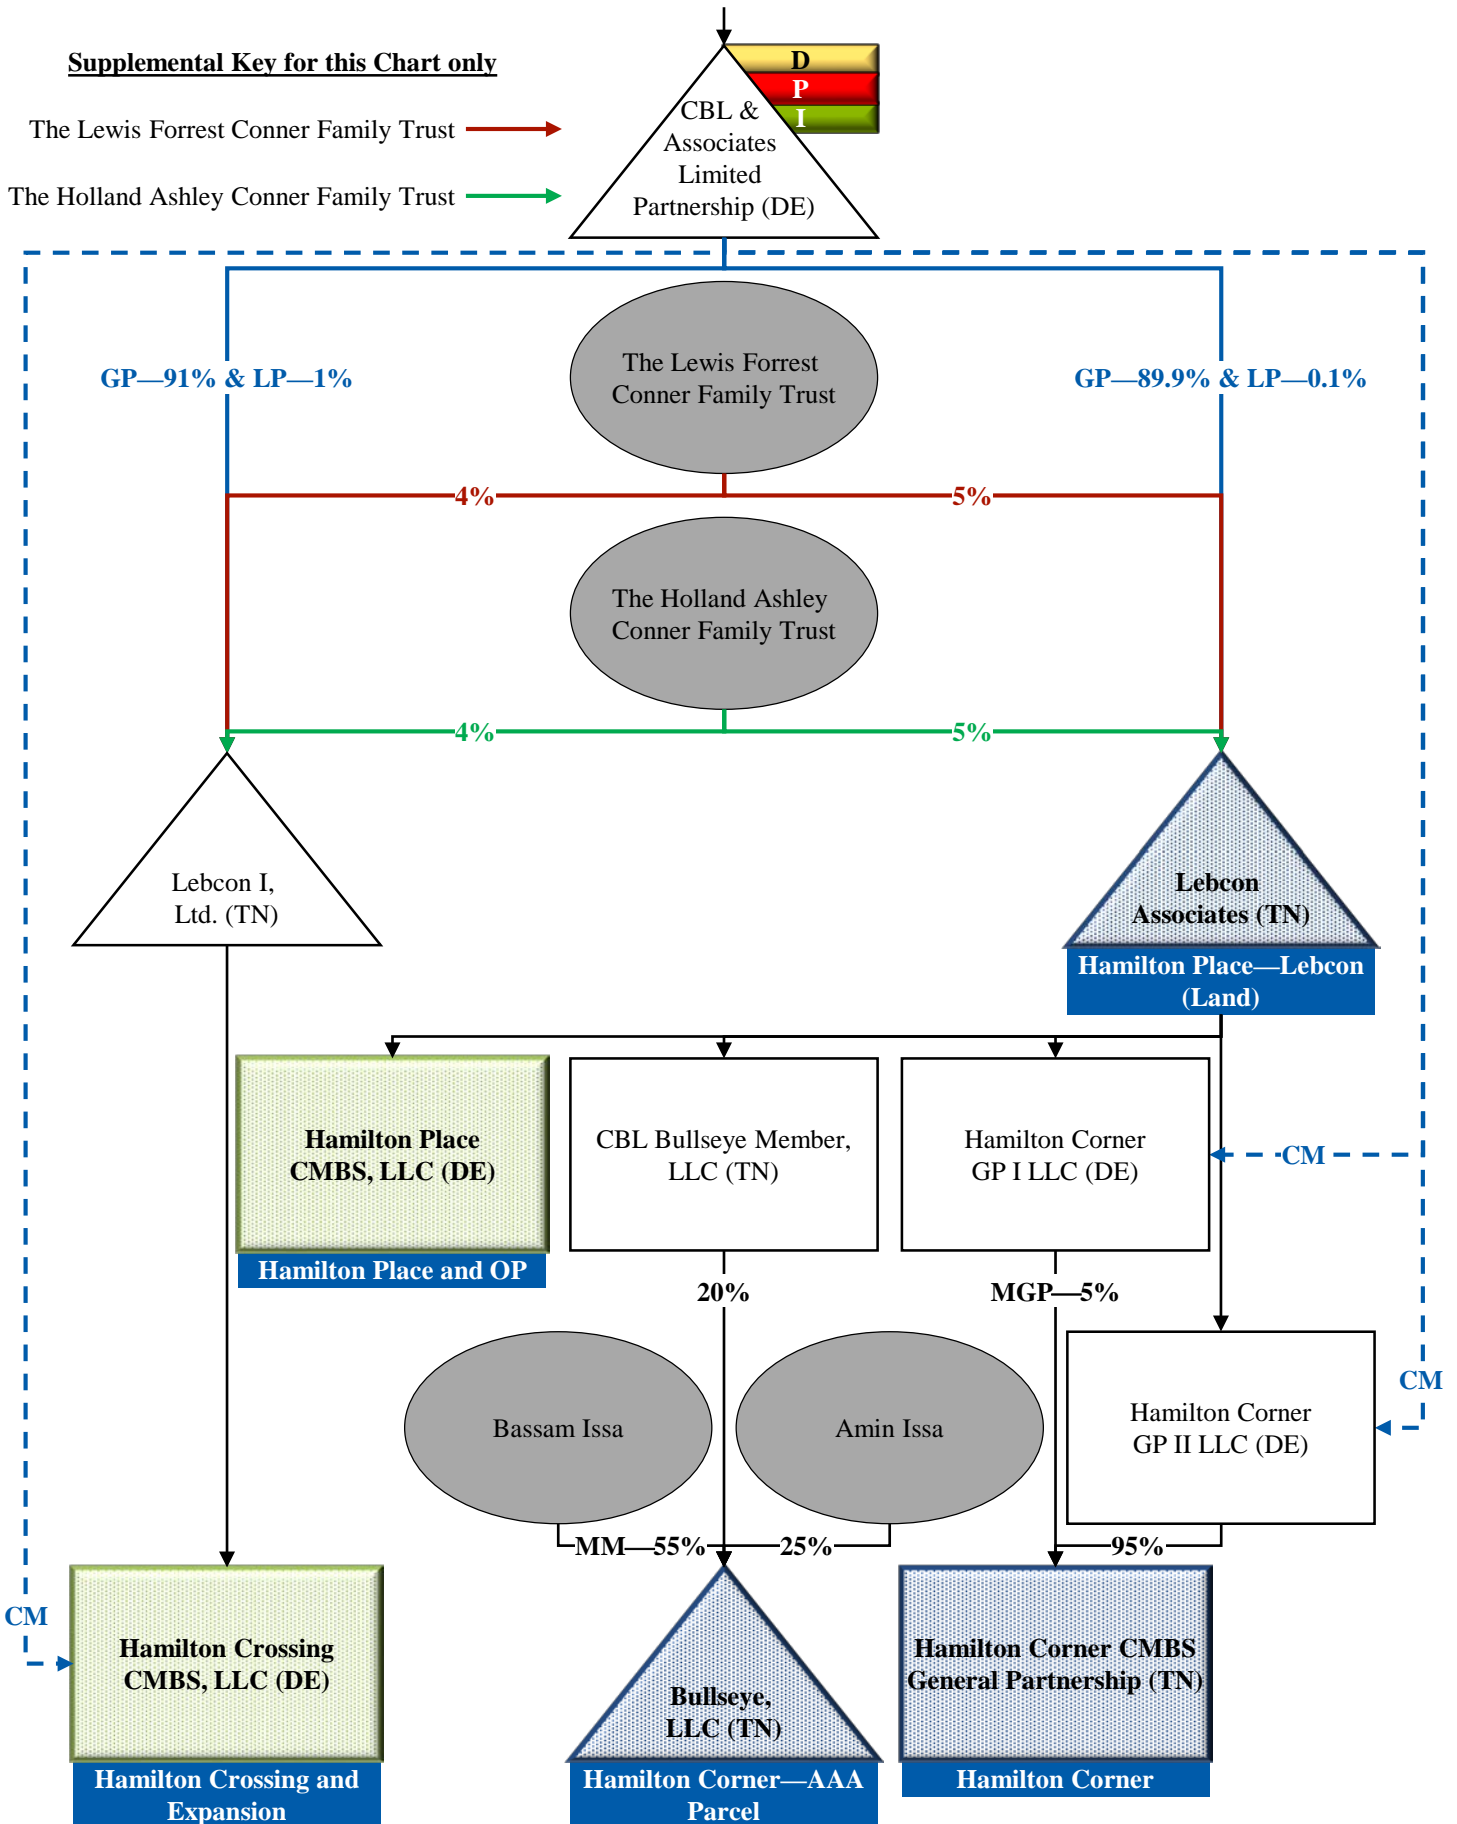 Supplemental Key for this Chart only
The Lewis Forrest Conner Family Trust
The Holland Ashley Conner Family Trust
D
P
I
CBL &
Associates
Limited
Partnership (DE)
GP—91% & LP—1%
The Lewis Forrest
Conner Family Trust
GP—89.9% & LP—0.1%
4%
5%
The Holland Ashley
Conner Family Trust
4%
5%
Lebcon I,
Ltd. (TN)
Lebcon
Associates (TN)
Hamilton Place—Lebcon
(Land)
Hamilton Place
CMBS, LLC (DE)
Hamilton Place and OP
CBL Bullseye Member,
LLC (TN)
Hamilton Corner
GP I LLC (DE)
CM
20%
MGP—5%
Bassam Issa
Amin Issa
Hamilton Corner
GP II LLC (DE)
CM
MM—55%
25%
95%
CM
Hamilton Crossing
CMBS, LLC (DE)
Hamilton Crossing and
Expansion
Bullseye,
LLC (TN)
Hamilton Corner—AAA
Parcel
Hamilton Corner CMBS
General Partnership (TN)
Hamilton Corner